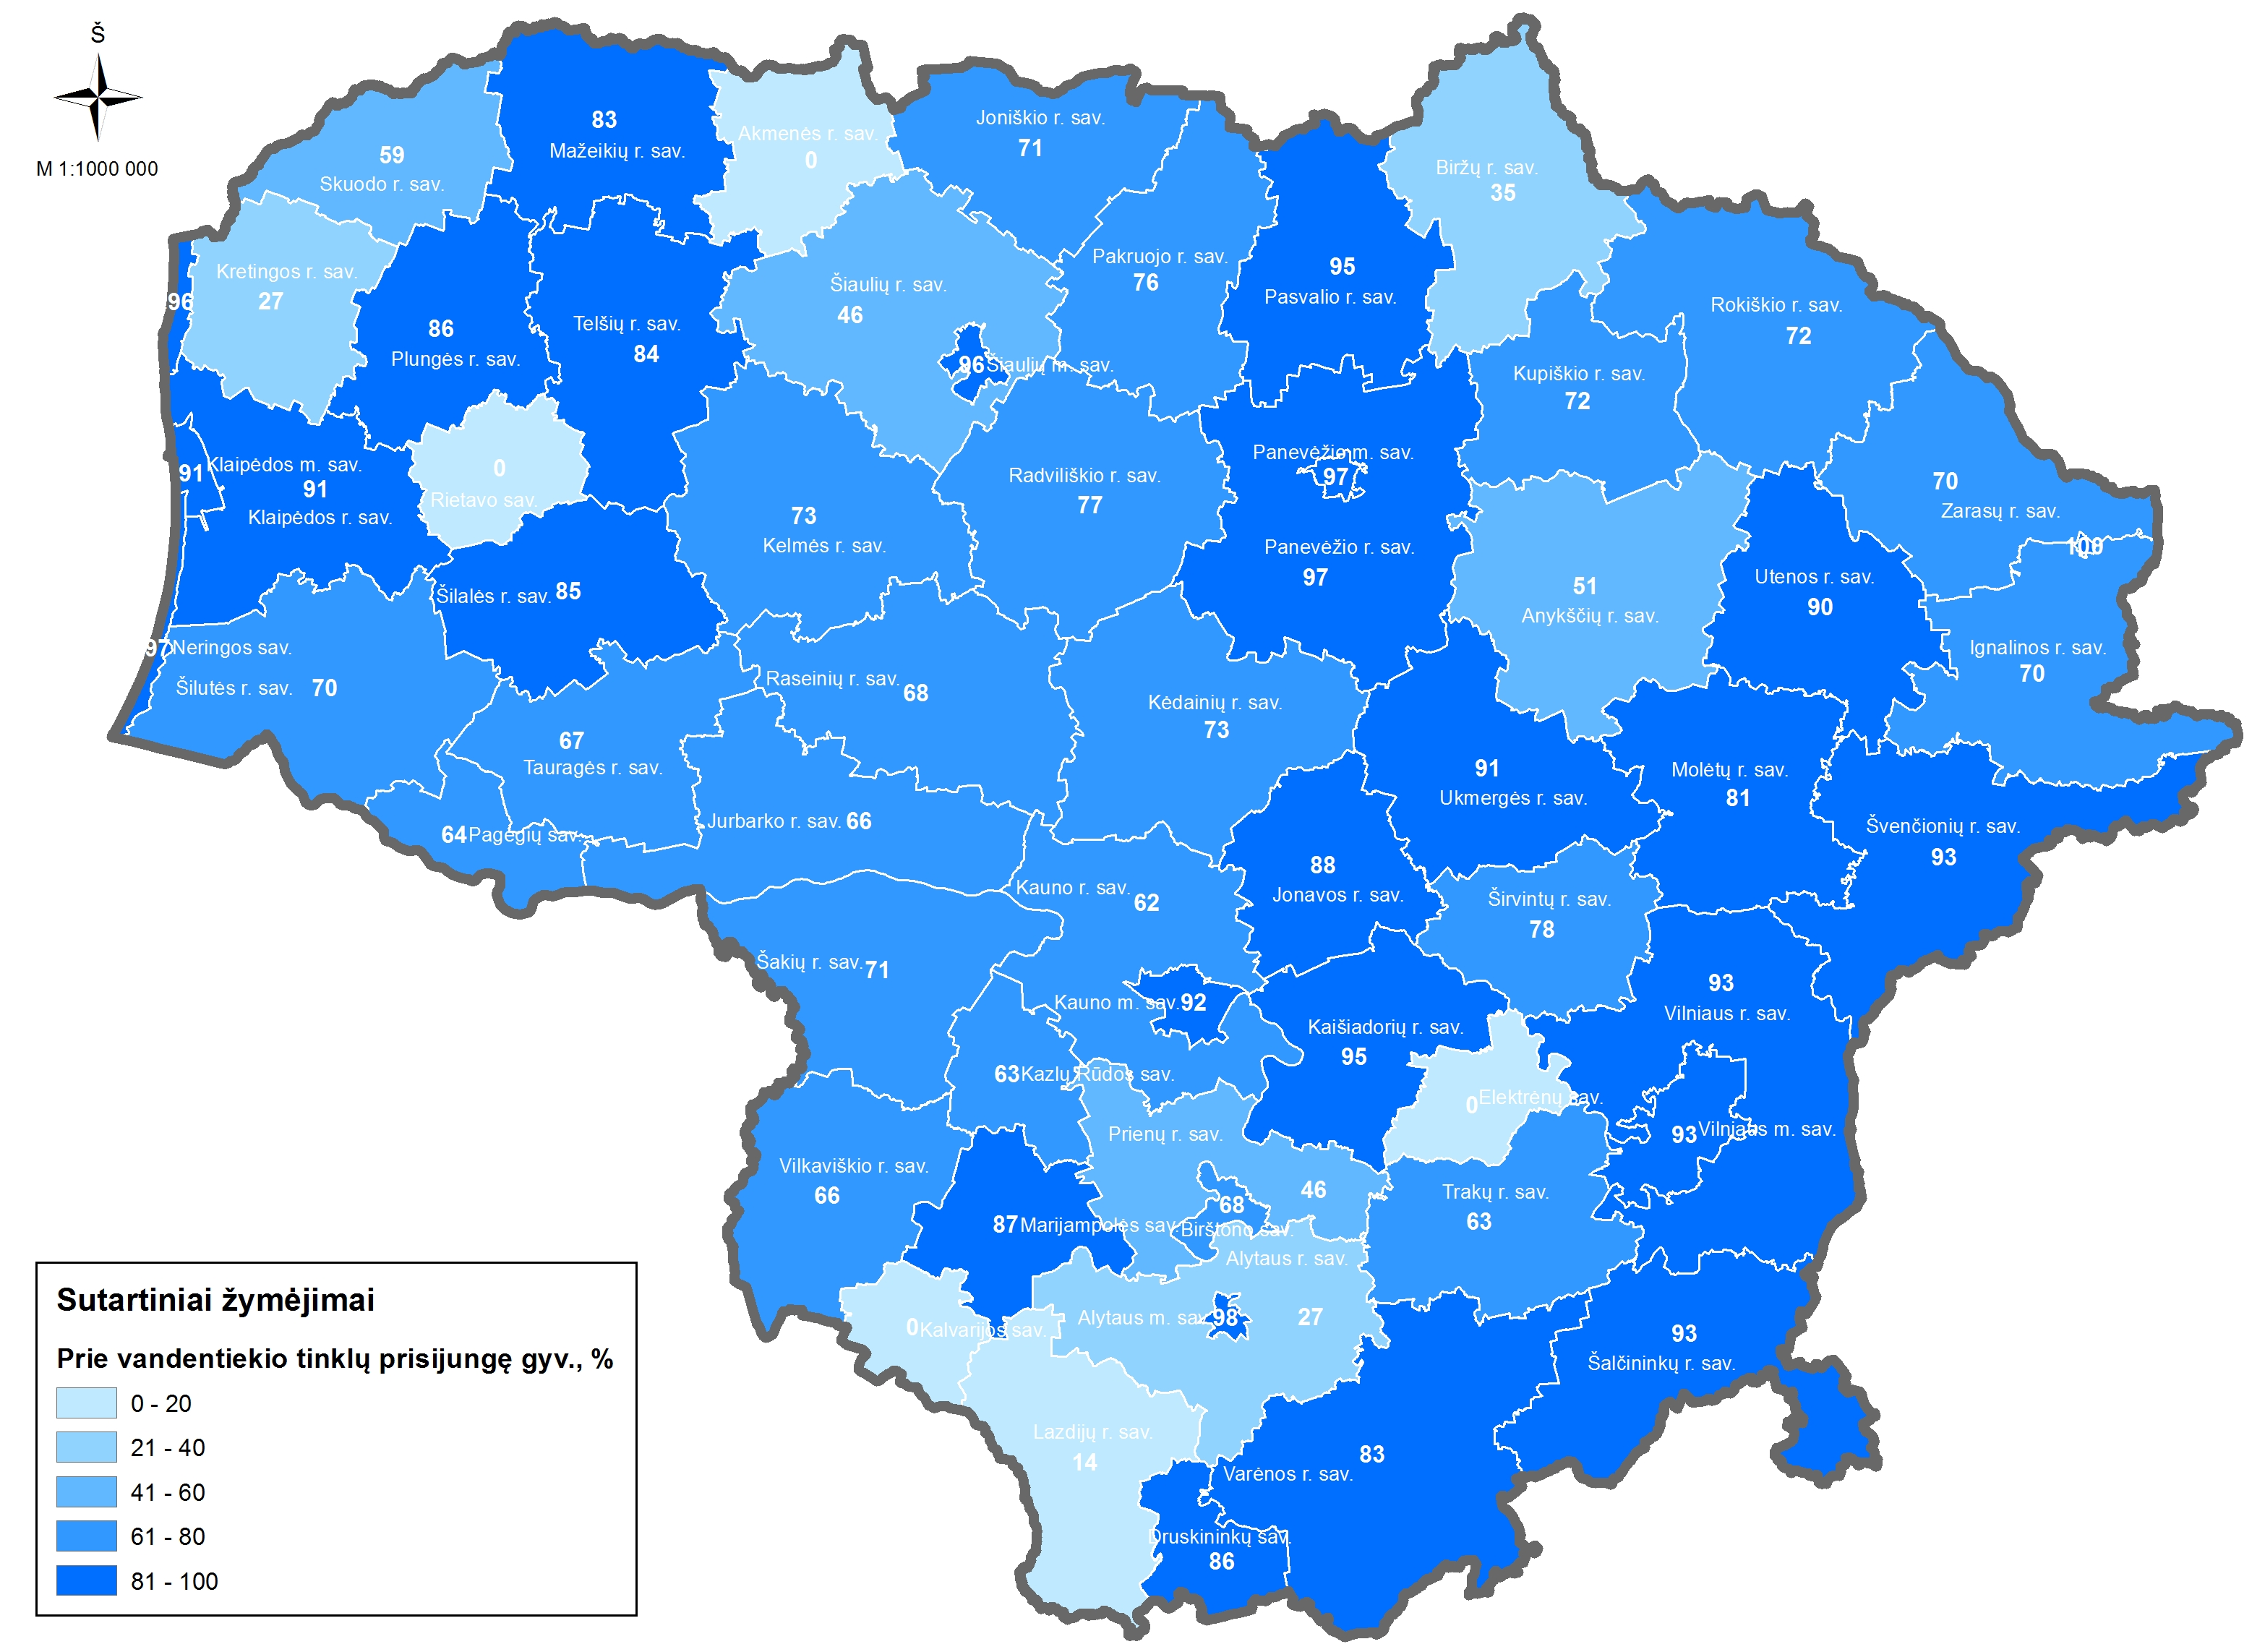 Š
M 1:1000 000
59
Skuodo r. sav.
83
Mažeikių r. sav.
Akmenės r. sav.
0
Joniškio r. sav.
71
Biržų r. sav.
35
Kretingos r. sav.
27
96
86
Plungės r. sav.
Telšių r. sav.
84
Šiaulių r. sav.
46
96 Šiaulių m. sav.
Pakruojo r. sav.
76
95
Pasvalio r. sav.
Rokiškio r. sav.
72
Kupiškio r. sav.
72
91
Klaipėdos m. sav.
91
Klaipėdos r. sav.
0
Rietavo sav.
73
Kelmės r. sav.
Radviliškio r. sav.
77
Panevėžio m. sav.
97
Panevėžio r. sav.
97
70
Zarasų r. sav.
100
Šilalės r. sav. 85
51
Anykščių r. sav.
Utenos r. sav.
90
Ignalinos r. sav.
70
97 Neringos sav.
Šilutės r. sav. 70
Raseinių r. sav. 68
Kėdainių r. sav.
73
67
Tauragės r. sav.
91
Ukmergės r. sav.
Molėtų r. sav.
81
64 Pagėgių sav.
Jurbarko r. sav. 66
Švenčionių r. sav.
93
Kauno r. sav. 62
88
Jonavos r. sav.
Širvintų r. sav.
78
Šakių r. sav. 71
Kauno m. sav. 92
Kaišiadorių r. sav.
95
93
Vilniaus r. sav.
63 Kazlų Rūdos sav.
0 Elektrėnų sav.
Prienų r. sav.
46
93 Vilniaus m. sav.
Vilkaviškio r. sav.
66
87 Marijampolės sav.
68
Birštono sav.
Trakų r. sav.
63
Alytaus r. sav.
27
0 Kalvarijos sav.
Alytaus m. sav. 98
93
Šalčininkų r. sav.
Lazdijų r. sav.
14
83
Varėnos r. sav.
Druskininkų sav.
86
Sutartiniai žymėjimai
Prie vandentiekio tinklų prisijungę gyv., %
0 - 20
21 - 40
41 - 60
61 - 80
81 - 100